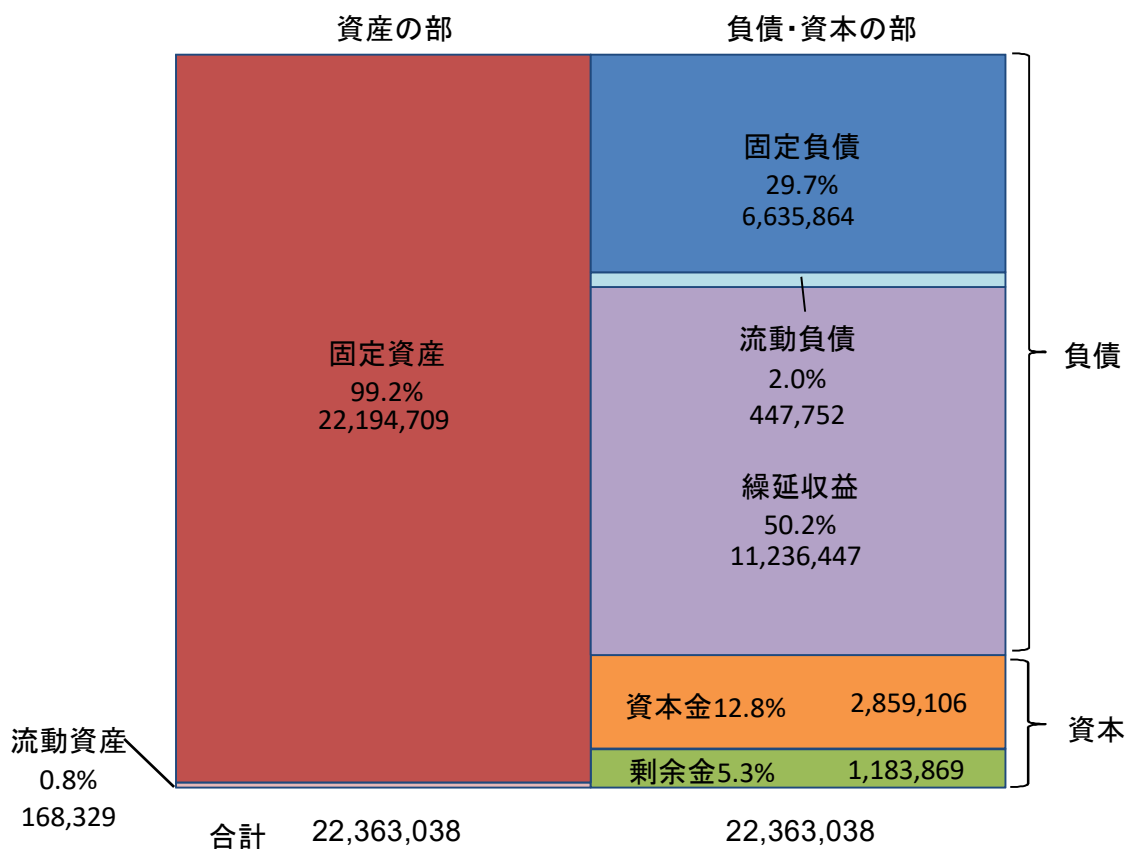 資産の部
負債・資本の部
固定負債
29.7%
6,635,864
流動負債
2.0%
447,752
負債
固定資産
99.2%
22,194,709
繰延収益
50.2%
11,236,447
資本金12.8% 2,859,106
資本
剰余金5.3% 1,183,869
流動資産
0.8%
168,329
合計 22,363,038 22,363,038